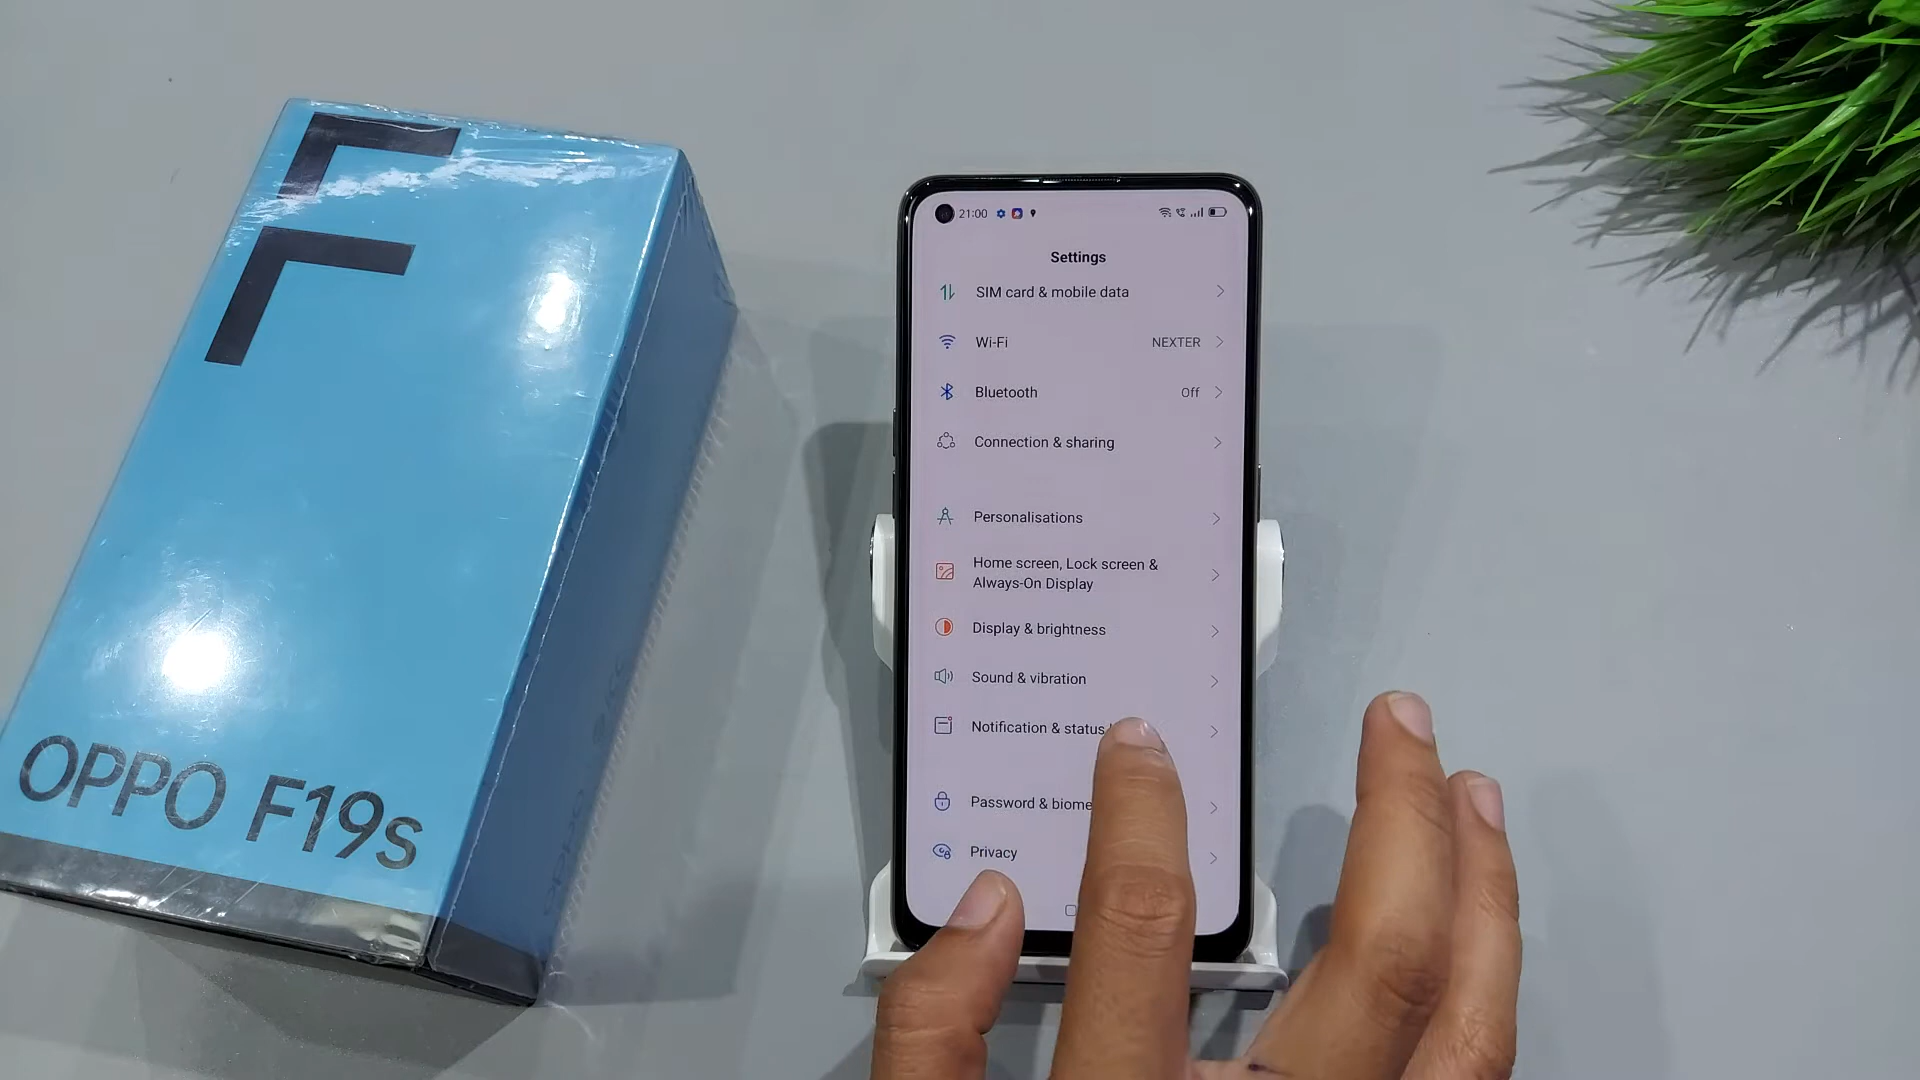 F
OPPO F19s
21:00
Settings
SIM card & mobile data
Wi-Fi NEXTER
Bluetooth Off
Connection & sharing
Personalisations
Home screen, Lock screen &
Always-On Display
Display & brightness
Sound & vibration
Notification & status
Password & biome
Privacy